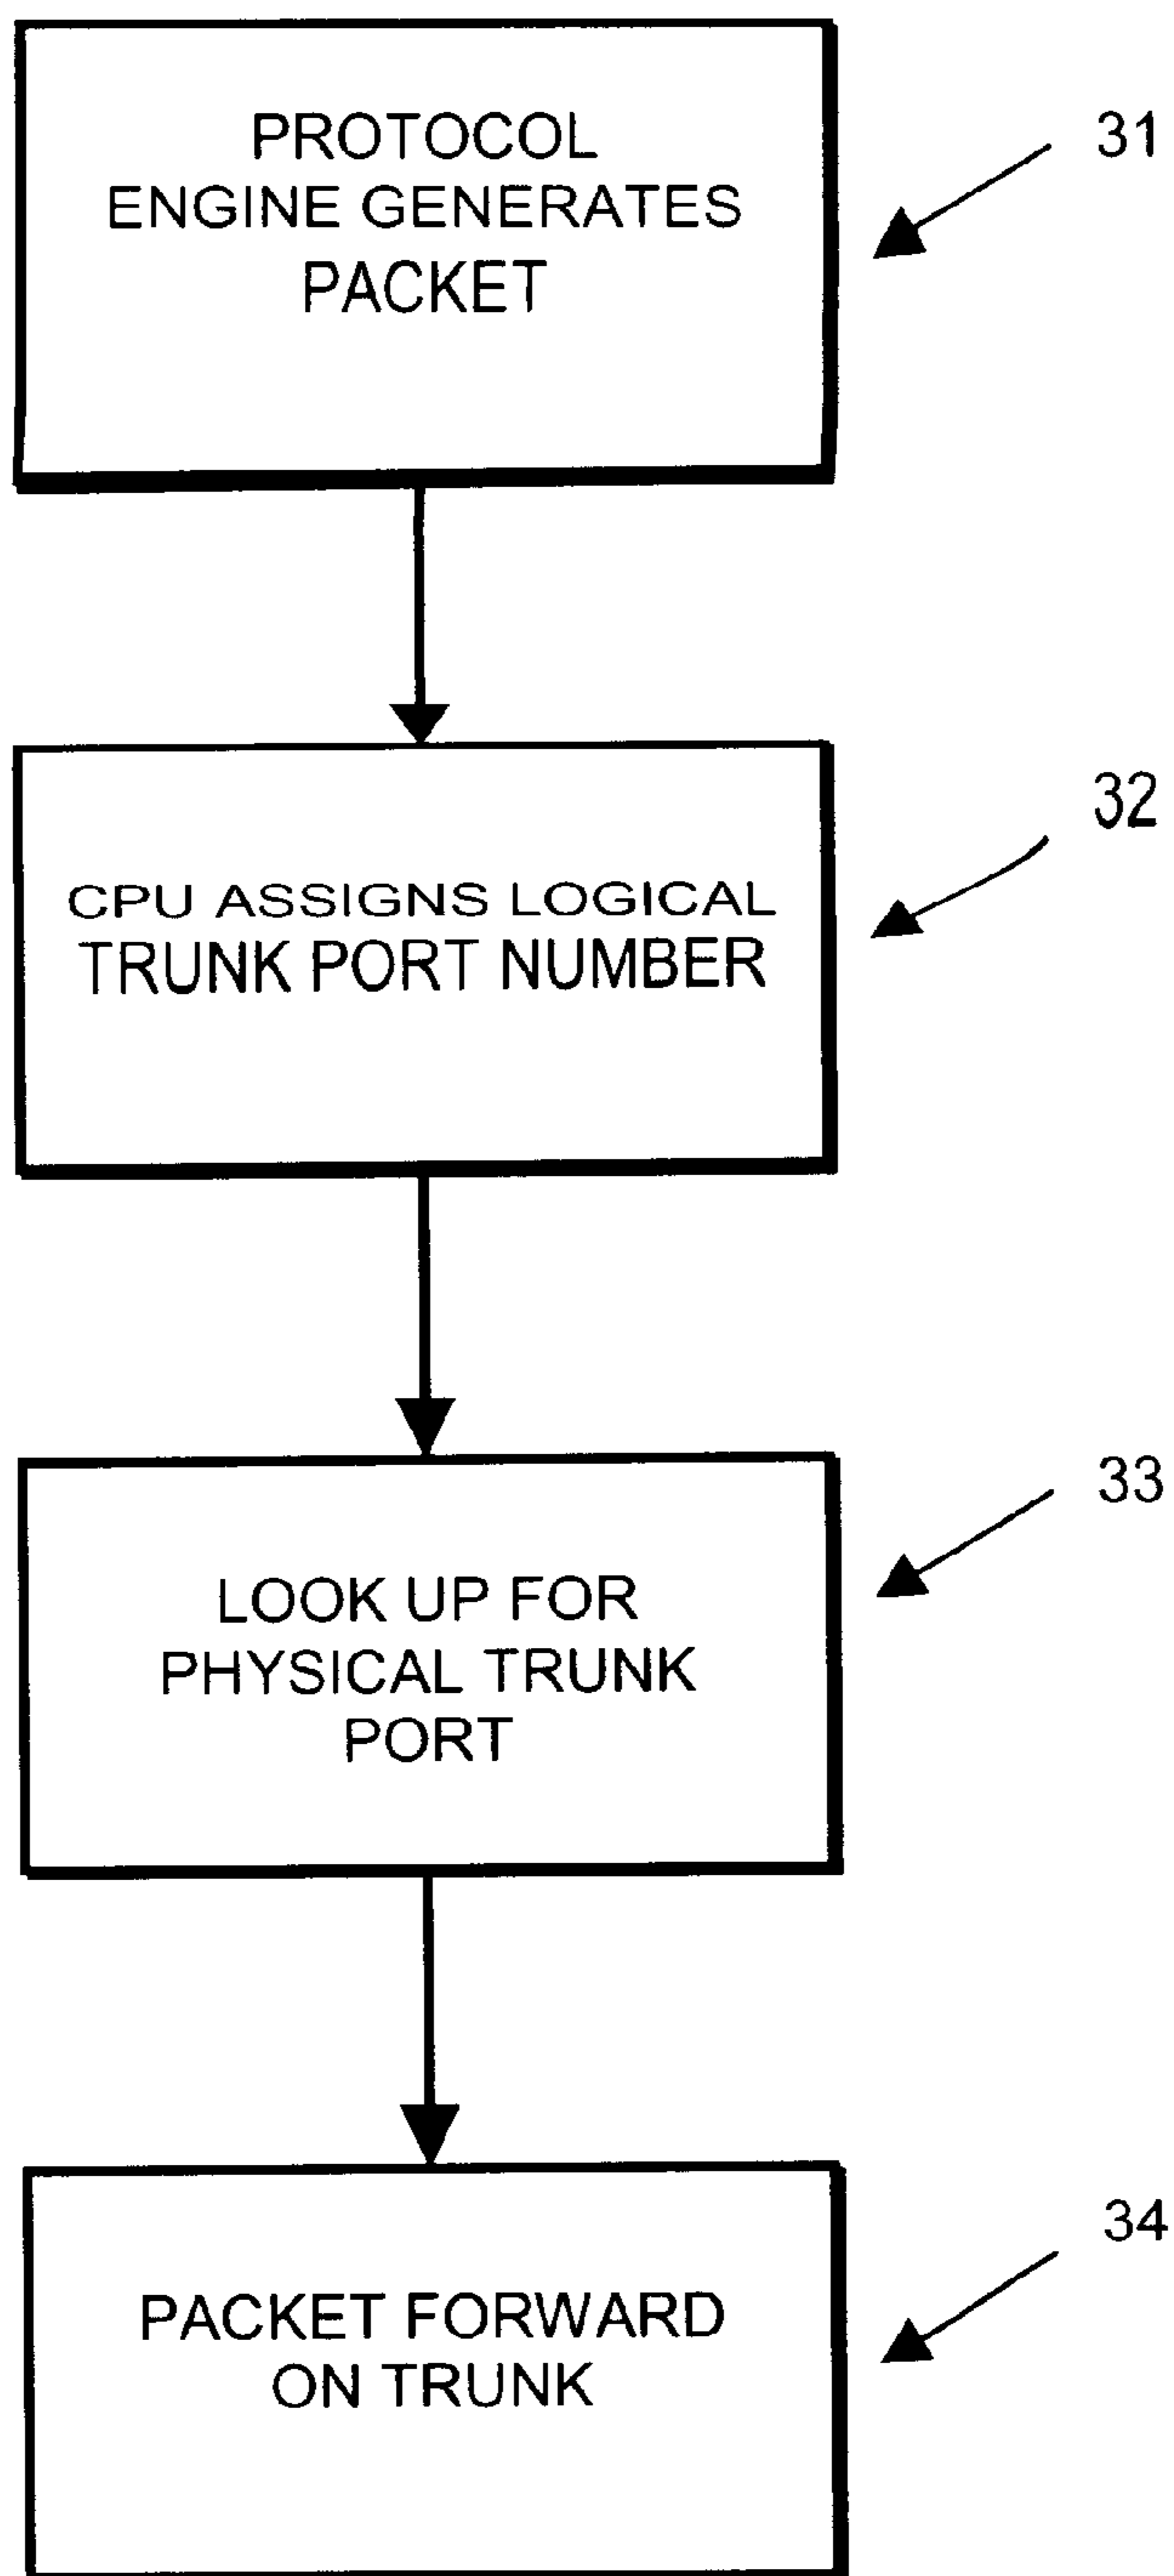 PROTOCOL
ENGINE GENERATES
PACKET
31
CPU ASSIGNS LOGICAL
TRUNK PORT NUMBER
32
LOOK UP FOR
PHYSICAL TRUNK
PORT
33
PACKET FORWARD
ON TRUNK
34